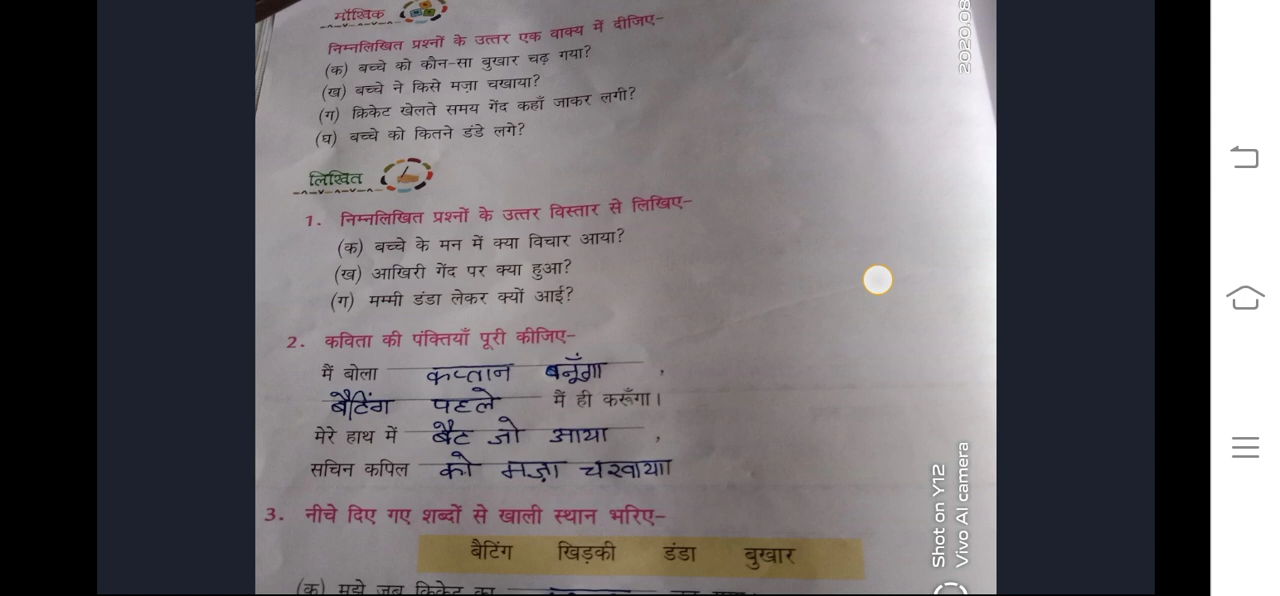 मौखिक
निम्नलिखित प्रश्नों के उत्तर एक वाक्य में दीजिए-
(क) बच्चे को कौन-सा बुखार चढ़ गया?
(ख) बच्चे ने किसे मज़ा चखाया?
(ग) क्रिकेट खेलते समय गेंद कहाँ जाकर लगी?
(घ) बच्चे को कितने डंडे लगे?
लिखित
1. निम्नलिखित प्रश्नों के उत्तर विस्तार से लिखिए-
(क) बच्चे के मन में क्या विचार आया?
(ख) आखिरी गेंद पर क्या हुआ?
(ग) मम्मी डंडा लेकर क्यों आई?
2. कविता की पंक्तियाँ पूरी कीजिए-
मैं बोला कप्तान बनूँगा ,
बैटिंग पहले मैं ही करूँगा।
मेरे हाथ में बैट जो आया ,
सचिन कपिल को मज़ा चखाया
3. नीचे दिए गए शब्दों से खाली स्थान भरिए-
बैटिंग खिड़की डंडा बुखार
(क) मुझे जब क्रिकेट का
Shot on Y12
Vivo AI camera